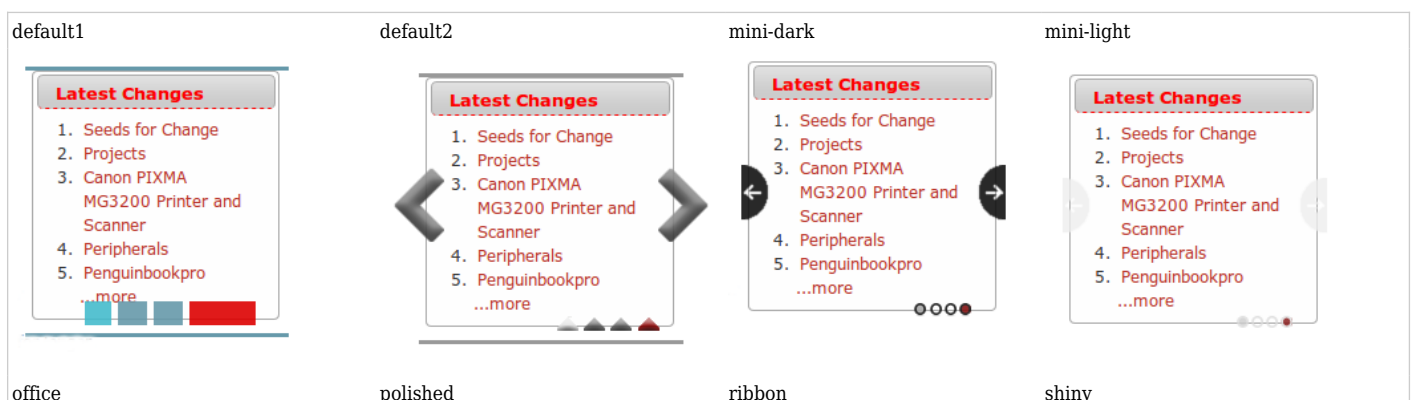 default1
default2
mini-dark
mini-light
Latest Changes
1. Seeds for Change
2. Projects
3. Canon PIXMA
MG3200 Printer and
Scanner
4. Peripherals
5. Penguinbookpro
...more
Latest Changes
1. Seeds for Change
2. Projects
3. Canon PIXMA
MG3200 Printer and
Scanner
4. Peripherals
5. Penguinbookpro
...more
Latest Changes
1. Seeds for Change
2. Projects
3. Canon PIXMA
MG3200 Printer and
Scanner
4. Peripherals
5. Penguinbookpro
...more
Latest Changes
1. Seeds for Change
2. Projects
3. Canon PIXMA
MG3200 Printer and
Scanner
4. Peripherals
5. Penguinbookpro
...more
office
polished
ribbon
shiny